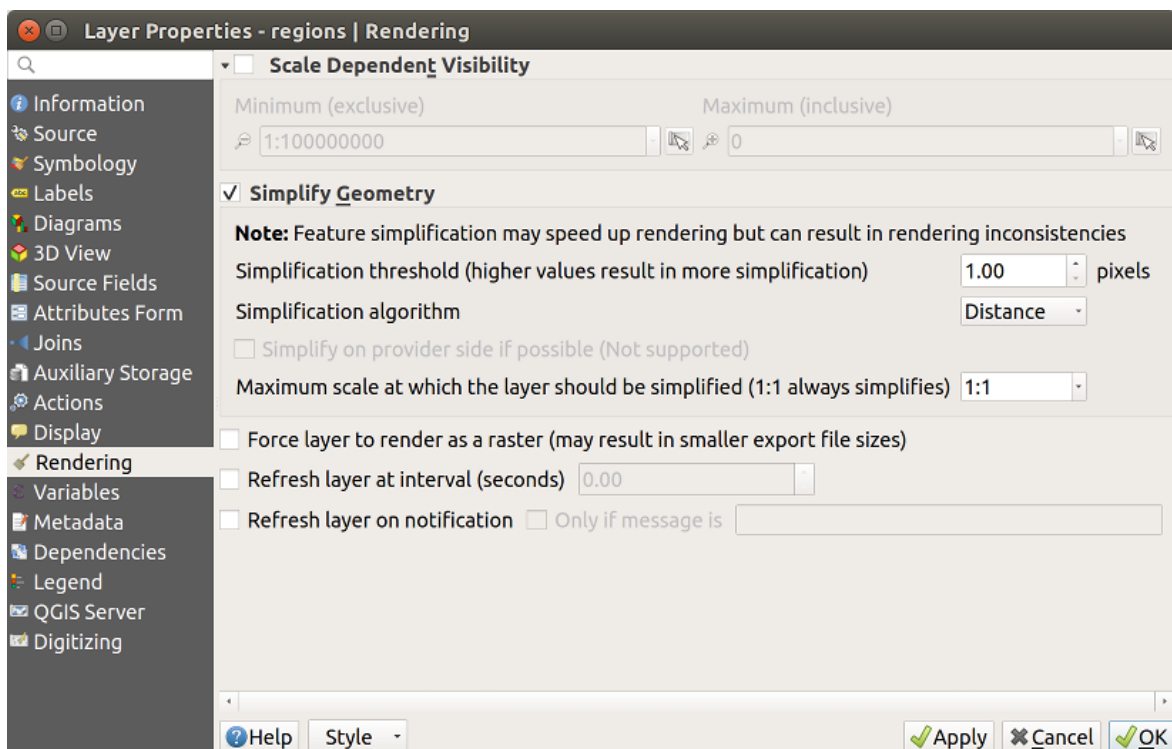 Layer Properties - regions | Rendering
Scale Dependent Visibility
Information
Minimum (exclusive) Maximum (inclusive)
Source
1:100000000 0
Symbology
Labels
Simplify Geometry
Diagrams
Note: Feature simplification may speed up rendering but can result in rendering inconsistencies
3D View
Simplification threshold (higher values result in more simplification) 1.00 pixels
Source Fields
Attributes Form
Simplification algorithm Distance
Joins
Simplify on provider side if possible (Not supported)
Auxiliary Storage
Maximum scale at which the layer should be simplified (1:1 always simplifies) 1:1
Actions
Display
Force layer to render as a raster (may result in smaller export file sizes)
Rendering
Refresh layer at interval (seconds) 0.00
Variables
Metadata
Refresh layer on notification Only if message is
Dependencies
Legend
QGIS Server
Digitizing
Help Style Apply Cancel OK